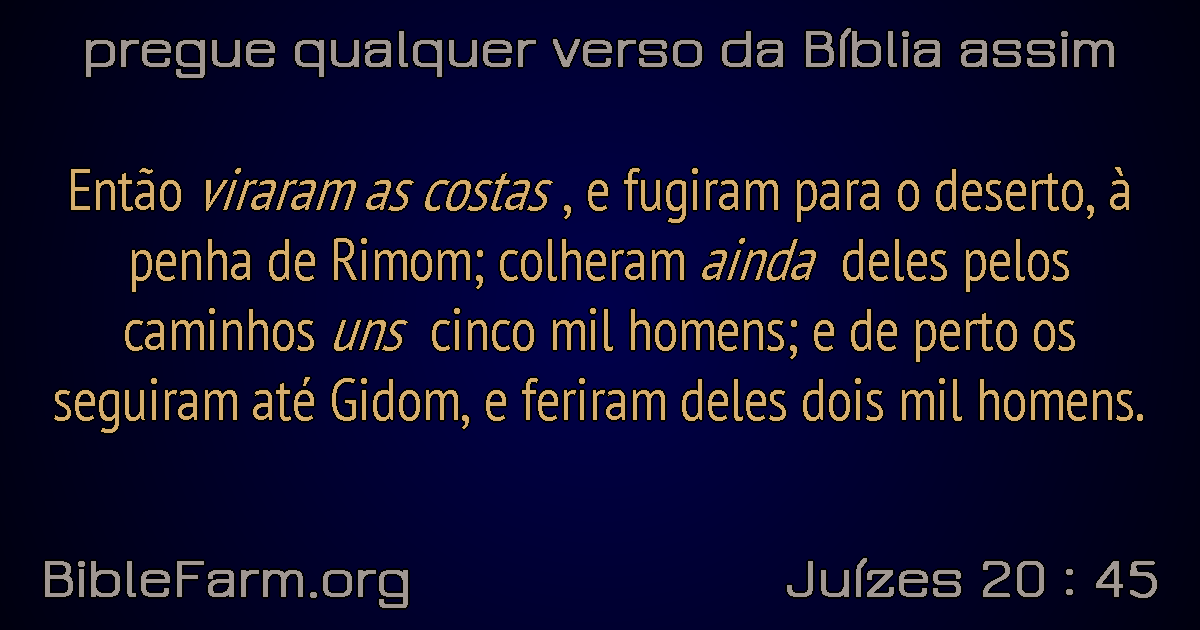 pregue qualquer verso da Bíblia assim
Então viraram as costas , e fugiram para o deserto, à
penha de Rimom; colheram ainda deles pelos
caminhos uns cinco mil homens; e de perto os
seguiram até Gidom, e feriram deles dois mil homens.
BibleFarm.org
Juízes 20 : 45